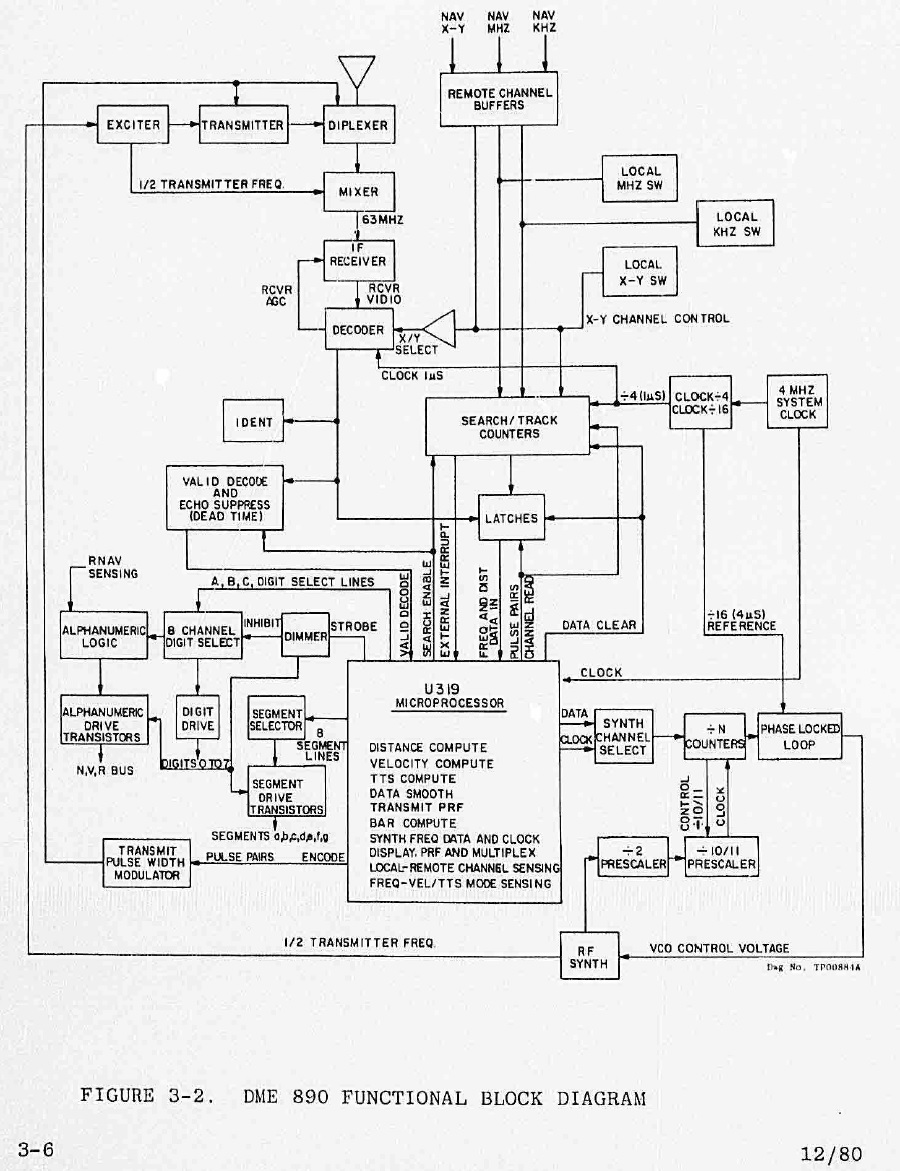 NAV NAV NAV
X-Y MHZ KHZ
REMOTE CHANNEL
BUFFERS
EXCITER
TRANSMITTER
DIPLEXER
LOCAL
MHZ SW
1/2 TRANSMITTER FREQ.
MIXER
63MHZ
LOCAL
KHZ SW
IF
RECEIVER
LOCAL
X-Y SW
RCVR
AGC
RCVR
VIDIO
DECODER
X/Y
SELECT
X-Y CHANNEL CONTROL
CLOCK 1µS
÷4 (1µS)
CLOCK÷4
CLOCK÷16
4 MHZ
SYSTEM
CLOCK
IDENT
SEARCH/TRACK
COUNTERS
VALID DECODE
AND
ECHO SUPPRESS
(DEAD TIME)
LATCHES
RNAV
SENSING
A, B, C, DIGIT SELECT LINES
VALID DECODE
SEARCH ENABLE
EXTERNAL INTERRUPT
FREQ AND DIST
DATA IN
PULSE PAIRS
CHANNEL READ
DATA CLEAR
÷16 (4µS)
REFERENCE
ALPHANUMERIC
LOGIC
8 CHANNEL
DIGIT SELECT
INHIBIT
DIMMER
STROBE
CLOCK
U319
MICROPROCESSOR
ALPHANUMERIC
DRIVE
TRANSISTORS
DIGIT
DRIVE
SEGMENT
SELECTOR
8
SEGMENT
LINES
DATA
CLOCK
SYNTH
CHANNEL
SELECT
÷N
COUNTERS
PHASE LOCKED
LOOP
N,V,R BUS
DIGITS 0 TO 7
SEGMENT
DRIVE
TRANSISTORS
DISTANCE COMPUTE
VELOCITY COMPUTE
TTS COMPUTE
DATA SMOOTH
TRANSMIT PRF
BAR COMPUTE
SYNTH FREQ DATA AND CLOCK
DISPLAY, PRF AND MULTIPLEX
LOCAL-REMOTE CHANNEL SENSING
FREQ-VEL/TTS MODE SENSING
CONTROL
÷10/11
CLOCK
SEGMENTS a,b,c,d,e,f,g
TRANSMIT
PULSE WIDTH
MODULATOR
PULSE PAIRS ENCODE
÷2
PRESCALER
÷10/11
PRESCALER
1/2 TRANSMITTER FREQ.
RF
SYNTH
VCO CONTROL VOLTAGE
Dwg No. TP00884A
FIGURE 3-2. DME 890 FUNCTIONAL BLOCK DIAGRAM
3-6
12/80